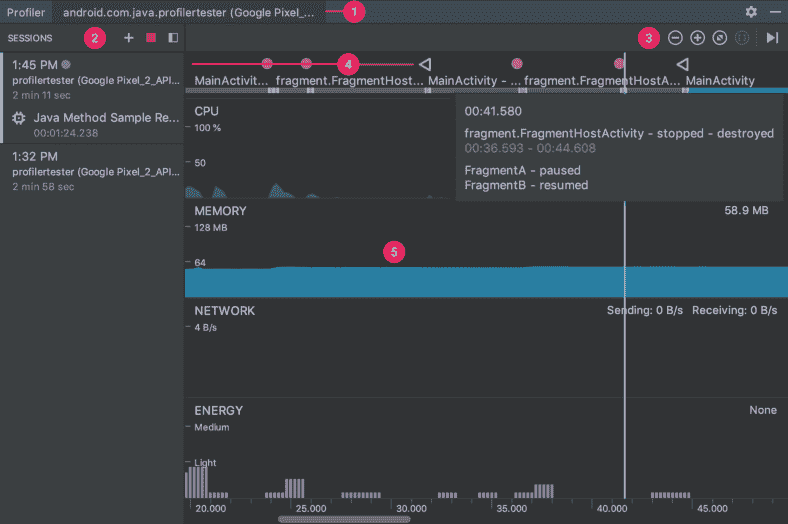 Profiler android.com.java.profilertester (Google Pixel_... 1
SESSIONS 2 3
4
1:45 PM
profilertester (Google Pixel_2_API...
2 min 11 sec
Java Method Sample Re...
00:01:24.238
1:32 PM
profilertester (Google Pixel_2_API...
2 min 58 sec
MainActivit... fragment.FragmentHost... MainActivity - ... fragment.FragmentHostA... MainActivity
CPU
100 %
50
00:41.580
fragment.FragmentHostActivity - stopped - destroyed
00:36.593 - 00:44.608
FragmentA - paused
FragmentB - resumed
MEMORY 58.9 MB
128 MB
64
5
NETWORK Sending: 0 B/s Receiving: 0 B/s
4 B/s
ENERGY None
Medium
Light
20.000 25.000 30.000 35.000 40.000 45.000